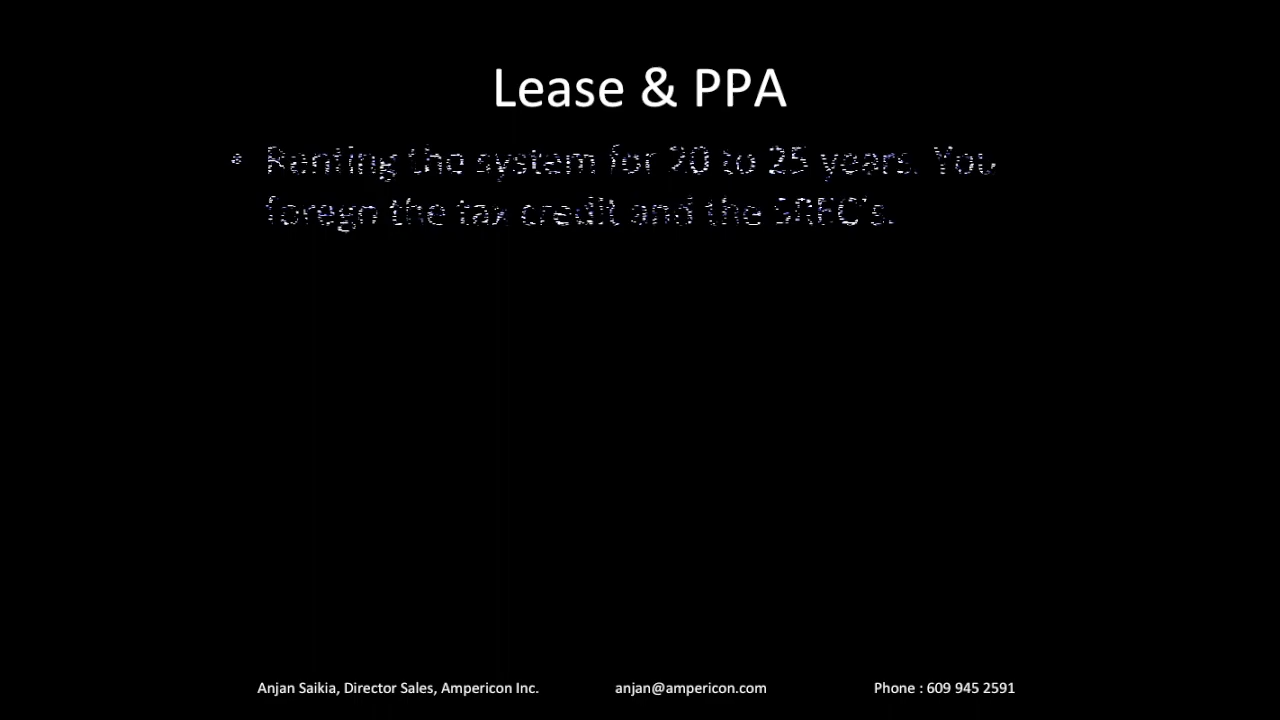 Lease & PPA
• Renting the system for 20 to 25 years. You
forego the tax credit and the SREC's.
Anjan Saikia, Director Sales, Ampericon Inc. anjan@ampericon.com Phone : 609 945 2591